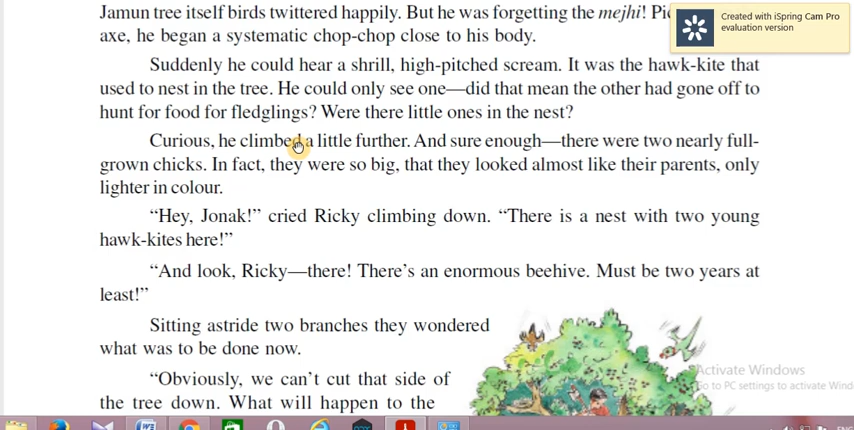 Jamun tree itself birds twittered happily. But he was forgetting the mejhi!
Created with iSpring Cam Pro
evaluation version
axe, he began a systematic chop-chop close to his body.
Suddenly he could hear a shrill, high-pitched scream. It was the hawk-kite that
used to nest in the tree. He could only see one—did that mean the other had gone off to
hunt for food for fledglings? Were there little ones in the nest?
Curious, he climbed a little further. And sure enough—there were two nearly full-
grown chicks. In fact, they were so big, that they looked almost like their parents, only
lighter in colour.
“Hey, Jonak!” cried Ricky climbing down. “There is a nest with two young
hawk-kites here!”
“And look, Ricky—there! There’s an enormous beehive. Must be two years at
least!”
Sitting astride two branches they wondered
what was to be done now.
“Obviously, we can’t cut that side of
the tree down. What will happen to the
Activate Windows
Go to PC settings to activate Wind